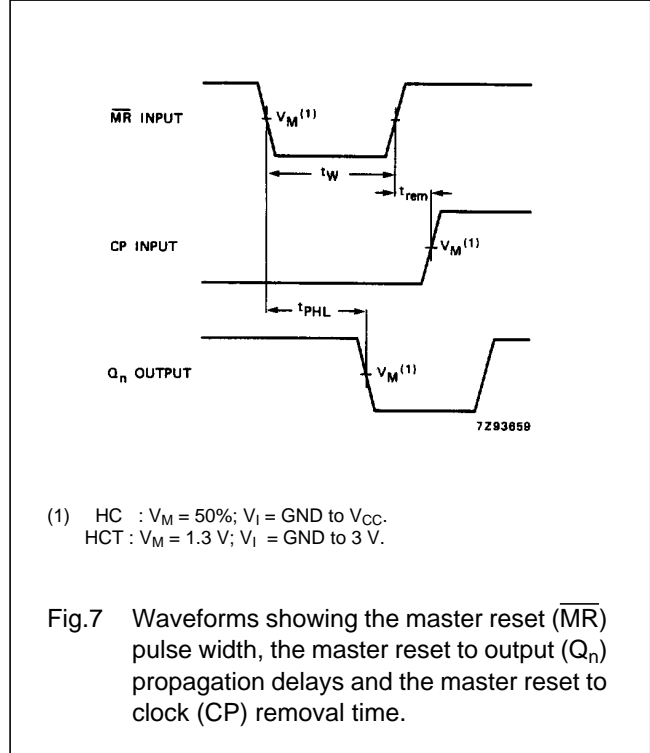 M̅R̅ INPUT
V_M(1)
t_W
t_rem
CP INPUT
V_M(1)
t_PHL
Q_n OUTPUT
V_M(1)
7Z93659
(1) HC : V_M = 50%; V_I = GND to V_CC.
HCT : V_M = 1.3 V; V_I = GND to 3 V.
Fig.7 Waveforms showing the master reset (M̅R̅)
pulse width, the master reset to output (Q_n)
propagation delays and the master reset to
clock (CP) removal time.